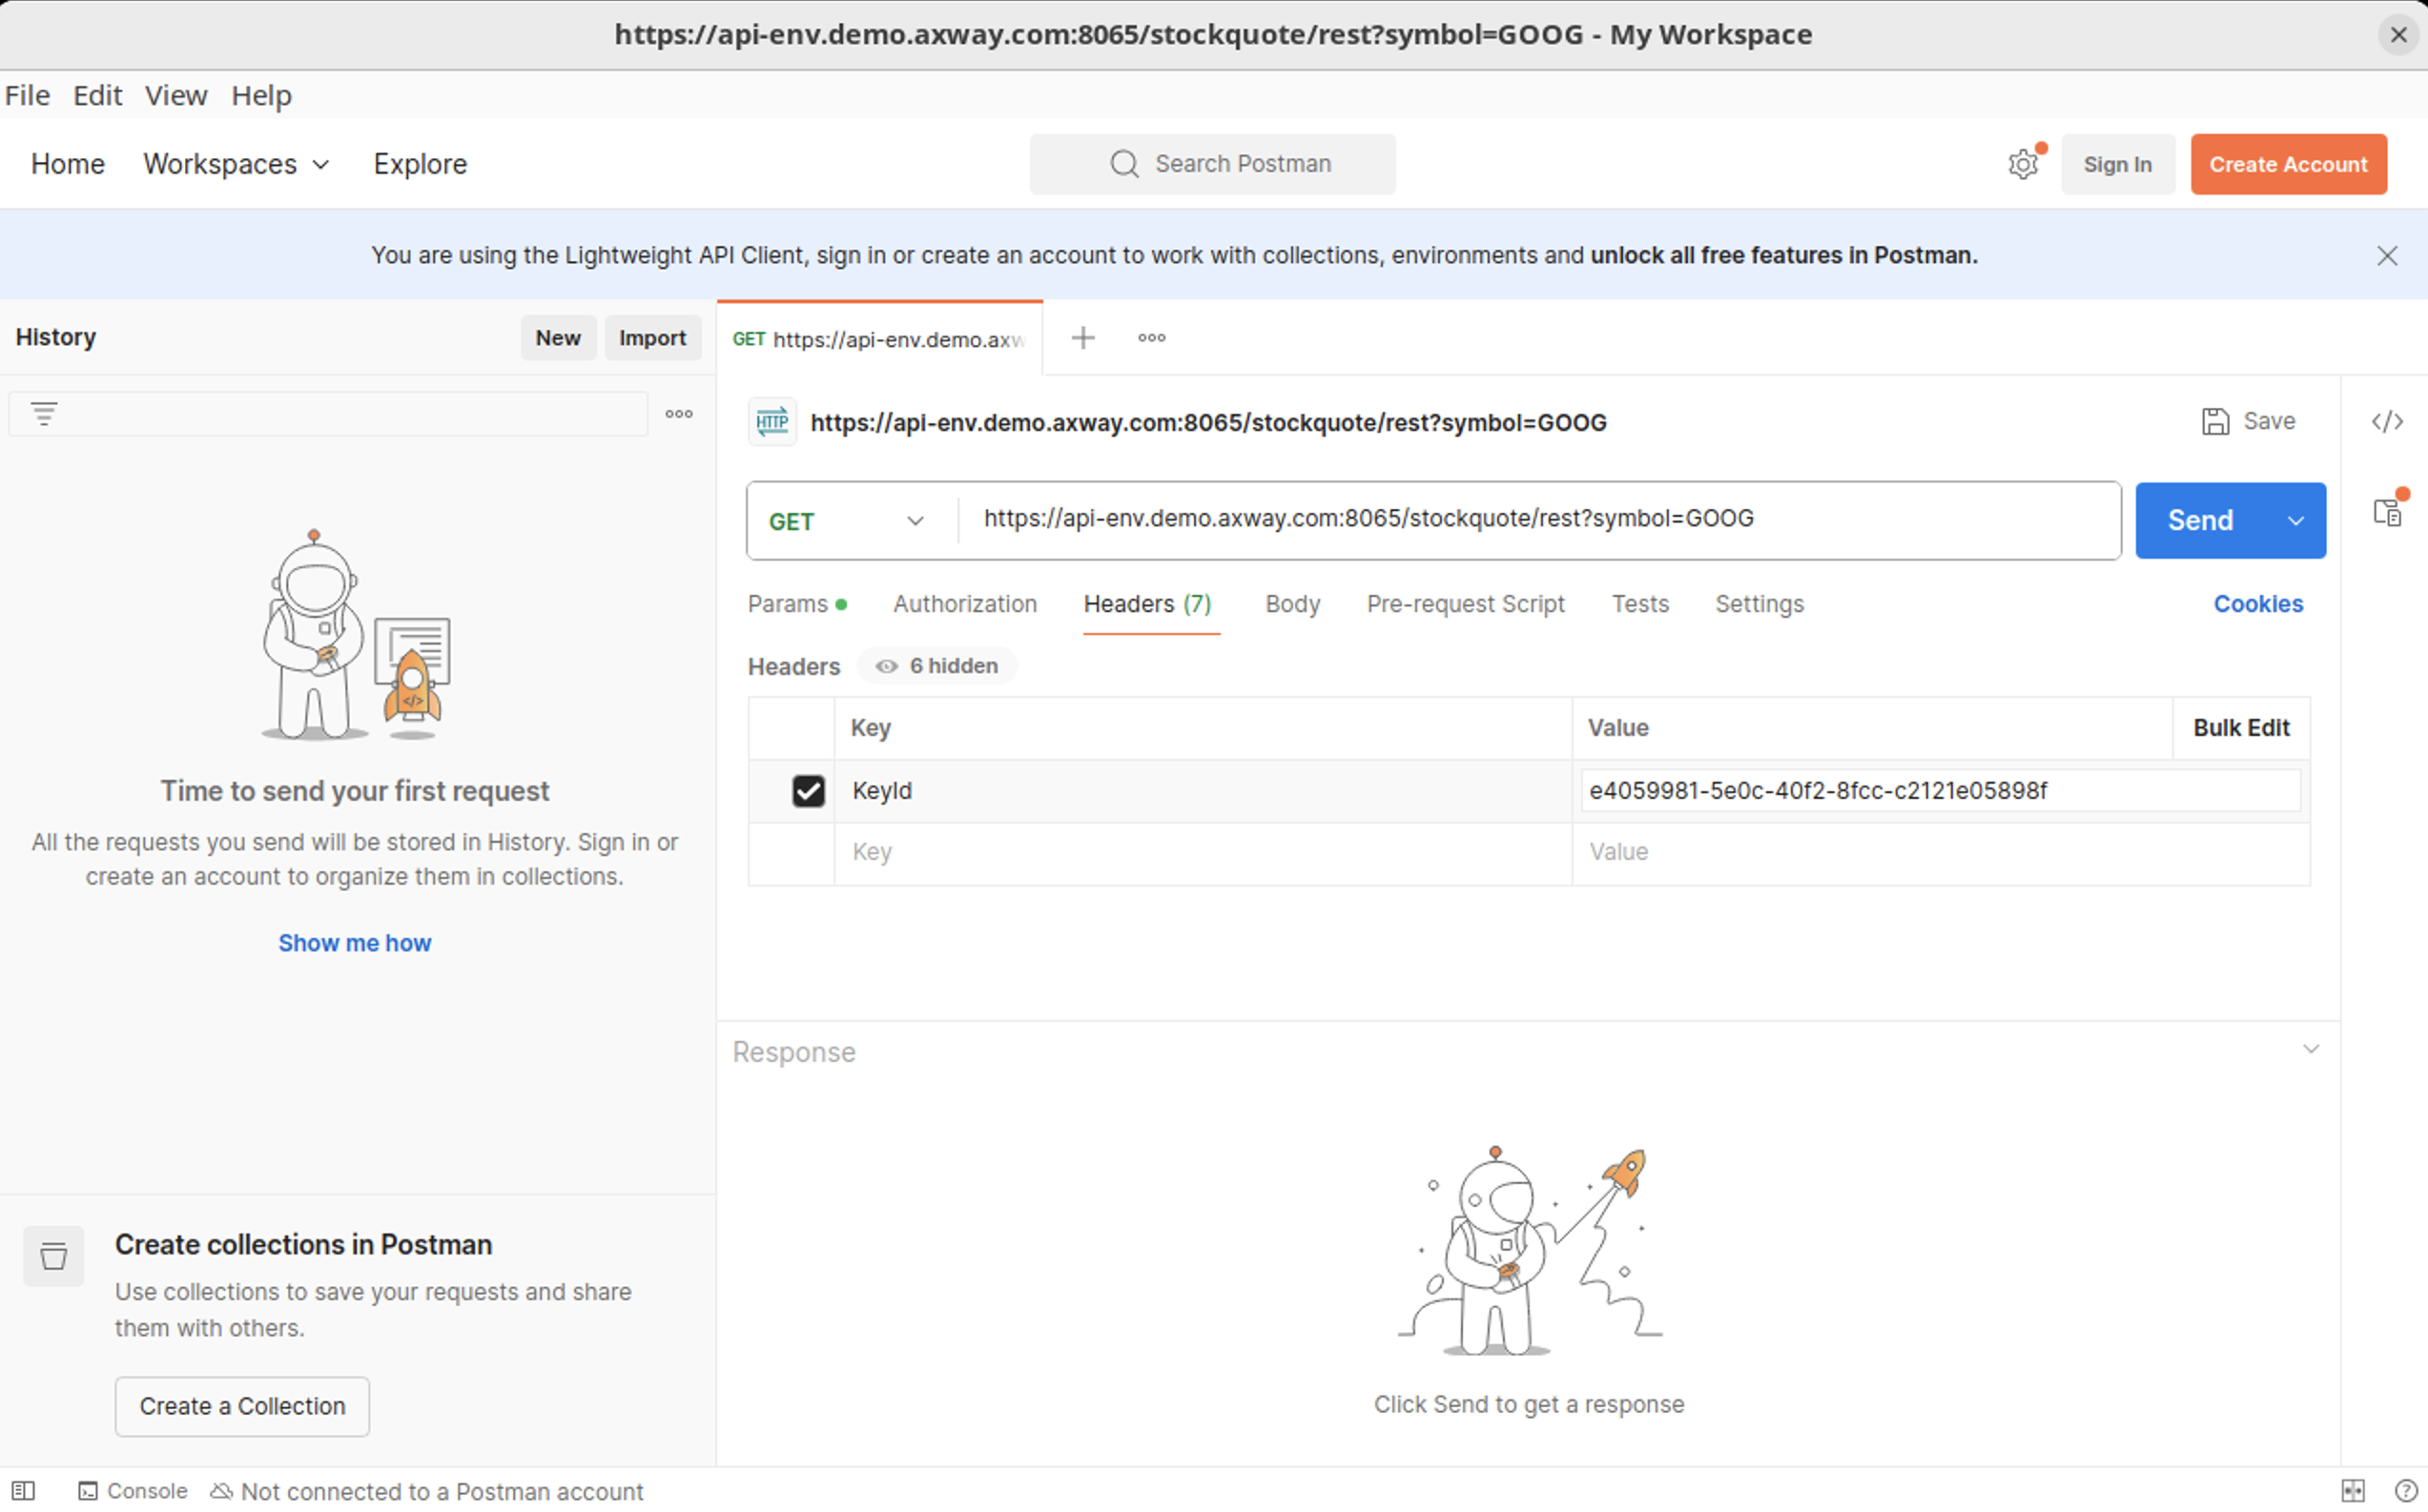 https://api-env.demo.axway.com:8065/stockquote/rest?symbol=GOOG - My Workspace
File Edit View Help
Home Workspaces Explore Search Postman Sign In Create Account
You are using the Lightweight API Client, sign in or create an account to work with collections, environments and unlock all free features in Postman.
History New Import
GET https://api-env.demo.axw
HTTP https://api-env.demo.axway.com:8065/stockquote/rest?symbol=GOOG Save </>
GET https://api-env.demo.axway.com:8065/stockquote/rest?symbol=GOOG Send
Params Authorization Headers (7) Body Pre-request Script Tests Settings Cookies
Headers 6 hidden
Key Value Bulk Edit
KeyId e4059981-5e0c-40f2-8fcc-c2121e05898f
Key Value
</>
Time to send your first request
All the requests you send will be stored in History. Sign in or
create an account to organize them in collections.
Show me how
Response
Click Send to get a response
Create collections in Postman
Use collections to save your requests and share
them with others.
Create a Collection
Console Not connected to a Postman account